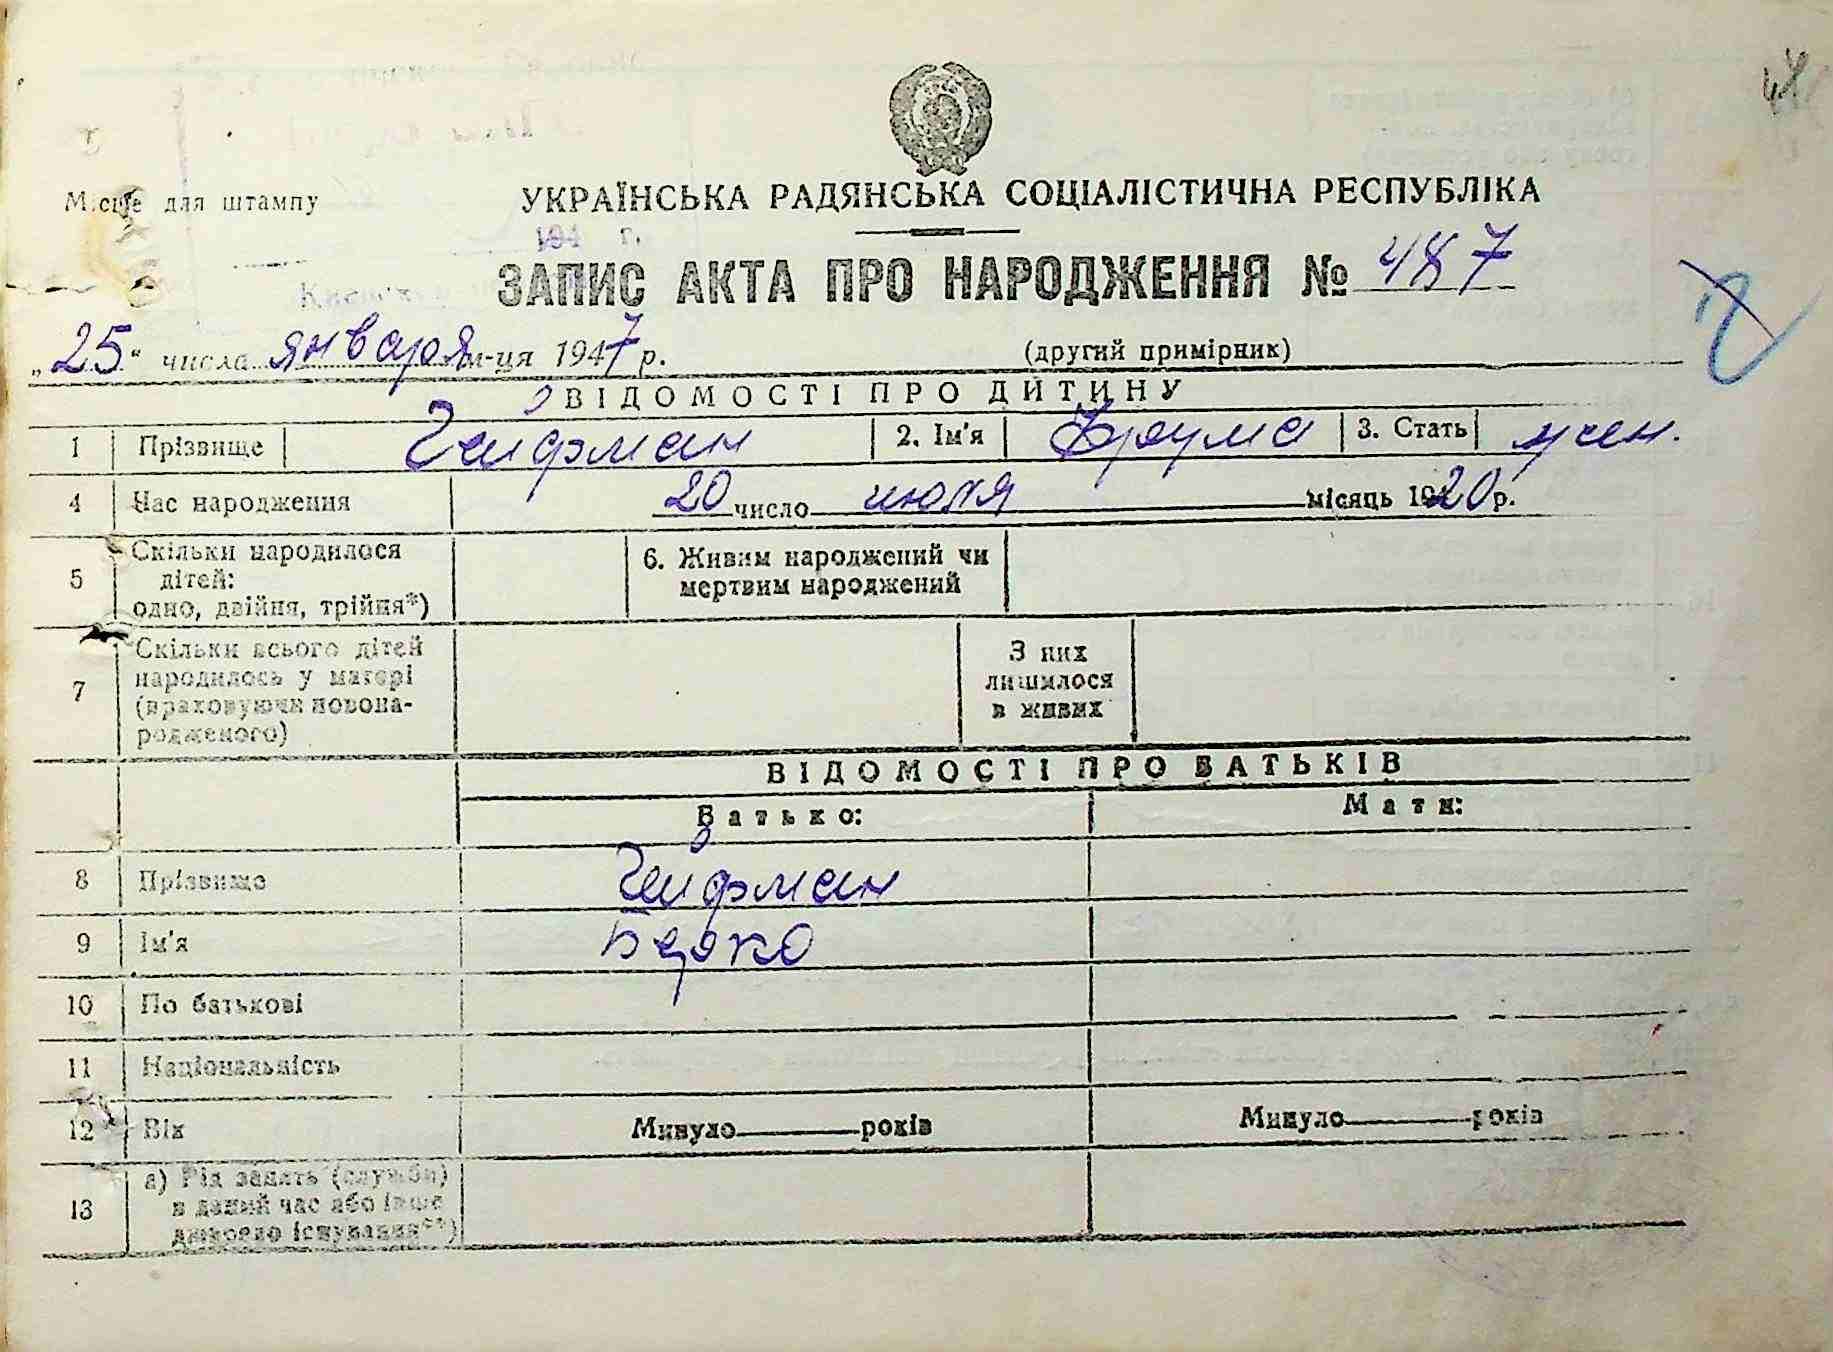 Місце для штампу
УКРАЇНСЬКА РАДЯНСЬКА СОЦІАЛІСТИЧНА РЕСПУБЛІКА
194 г.
ЗАПИС АКТА ПРО НАРОДЖЕННЯ № 487
„25“ числа января м-ця 1947 р. (другий примірник)
ВІДОМОСТІ ПРО ДИТИНУ
1 Прізвище Гейфман 2. Ім'я Фрума 3. Стать жен.
4 Час народження 20 число июля місяць 1920 р.
5 Скільки народилося дітей: одно, двійня, трійня*) 6. Живим народжений чи мертвим народжений
7 Скільки всього дітей народилось у матері (враховуючи новонародженого) З них лишилося в живих
ВІДОМОСТІ ПРО БАТЬКІВ
Батько: Мати:
8 Прізвище Гейфман
9 Ім'я Берко
10 По батькові
11 Національність
12 Вік Минуло років Минуло років
13 а) Рід занять (служби) в даний час або інше джерело існування**)